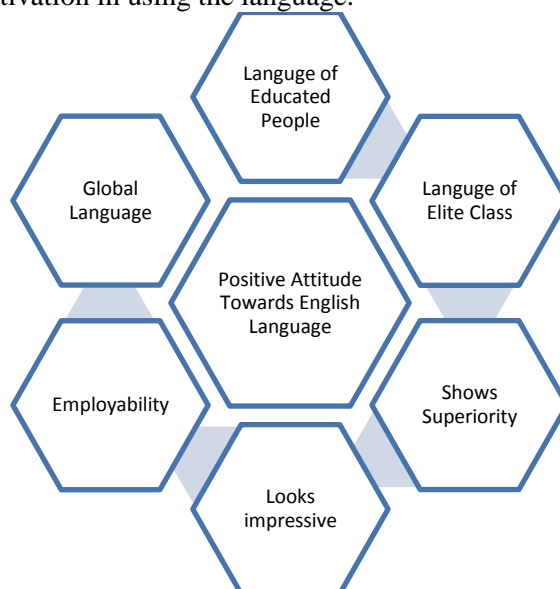 tivation in using the language.
Languge of
Educated
People
Global
Language
Languge of
Elite Class
Positive Attitude
Towards English
Language
Employability
Shows
Superiority
Looks
impressive